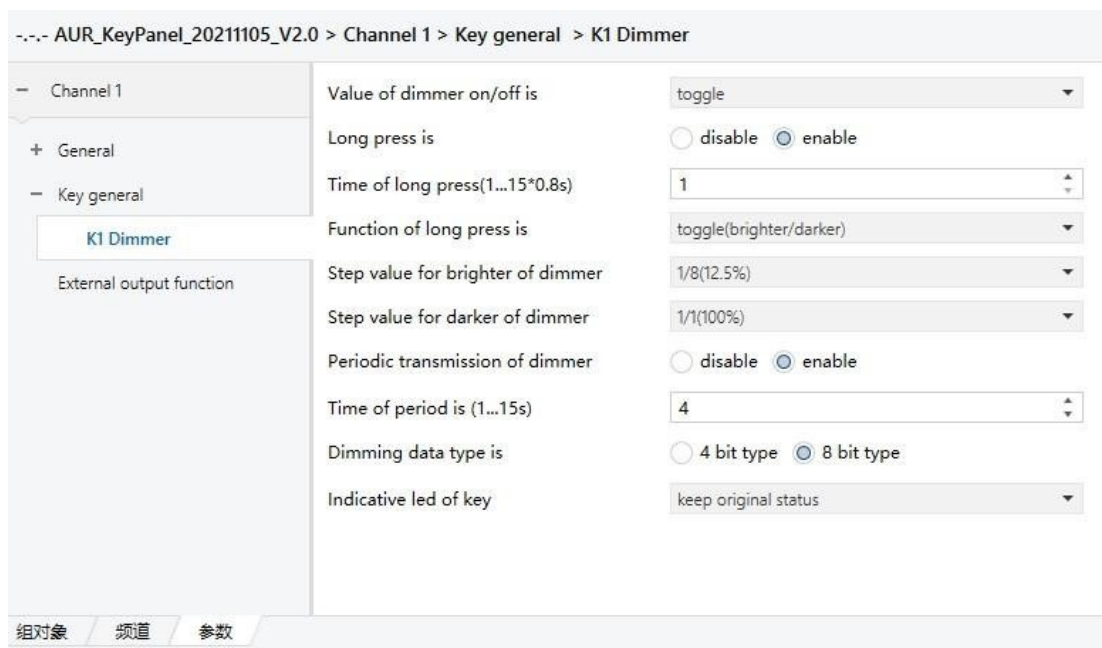 -.-.- AUR_KeyPanel_20211105_V2.0 > Channel 1 > Key general > K1 Dimmer
Channel 1
General
Key general
K1 Dimmer
External output function
Value of dimmer on/off is toggle
Long press is disable enable
Time of long press(1...15*0.8s) 1
Function of long press is toggle(brighter/darker)
Step value for brighter of dimmer 1/8(12.5%)
Step value for darker of dimmer 1/1(100%)
Periodic transmission of dimmer disable enable
Time of period is (1...15s) 4
Dimming data type is 4 bit type 8 bit type
Indicative led of key keep original status
组对象 频道 参数